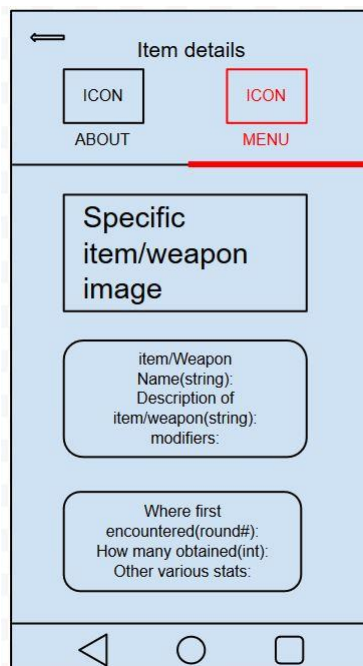 Item details
ICON
ICON
ABOUT
MENU
Specific
item/weapon
image
item/Weapon
Name(string):
Description of
item/weapon(string):
modifiers:
Where first
encountered(round#):
How many obtained(int):
Other various stats: